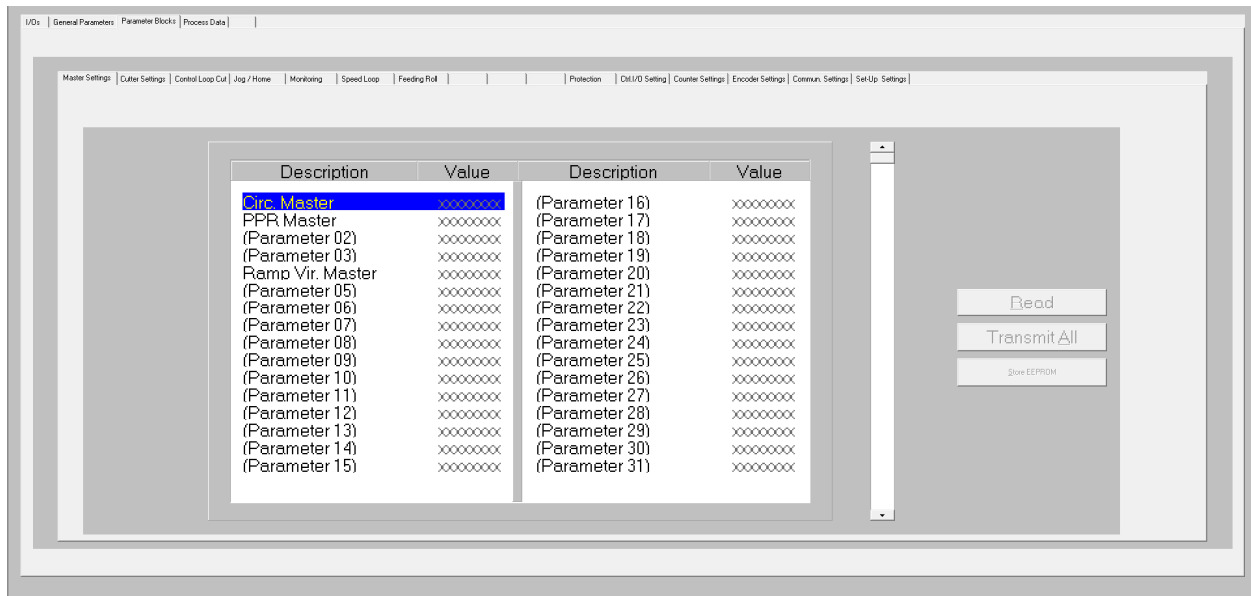 I/Os General Parameters Parameter Blocks Process Data
Master Settings Cutter Settings Control Loop Cut Jog / Home Monitoring Speed Loop Feeding Roll Protection Ctrl.I/O Setting Counter Settings Encoder Settings Commun. Settings Set-Up Settings
Description Value Description Value
Circ. Master xxxxxxxx (Parameter 16) xxxxxxxx
PPR Master xxxxxxxx (Parameter 17) xxxxxxxx
(Parameter 02) xxxxxxxx (Parameter 18) xxxxxxxx
(Parameter 03) xxxxxxxx (Parameter 19) xxxxxxxx
Ramp Vir. Master xxxxxxxx (Parameter 20) xxxxxxxx
(Parameter 05) xxxxxxxx (Parameter 21) xxxxxxxx
(Parameter 06) xxxxxxxx (Parameter 22) xxxxxxxx
(Parameter 07) xxxxxxxx (Parameter 23) xxxxxxxx
(Parameter 08) xxxxxxxx (Parameter 24) xxxxxxxx
(Parameter 09) xxxxxxxx (Parameter 25) xxxxxxxx
(Parameter 10) xxxxxxxx (Parameter 26) xxxxxxxx
(Parameter 11) xxxxxxxx (Parameter 27) xxxxxxxx
(Parameter 12) xxxxxxxx (Parameter 28) xxxxxxxx
(Parameter 13) xxxxxxxx (Parameter 29) xxxxxxxx
(Parameter 14) xxxxxxxx (Parameter 30) xxxxxxxx
(Parameter 15) xxxxxxxx (Parameter 31) xxxxxxxx
Read
Transmit All
Store EEPROM